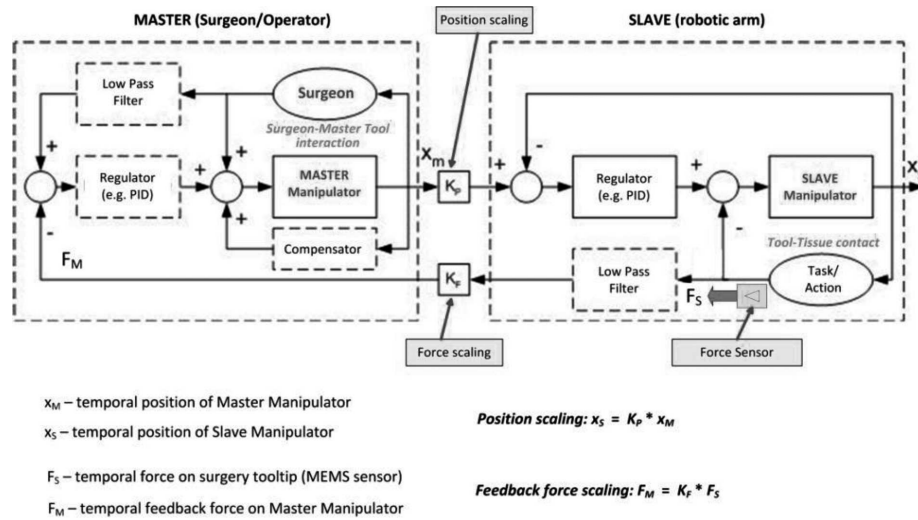 MASTER (Surgeon/Operator)
Position scaling
SLAVE (robotic arm)
Low Pass
Filter
Surgeon
Surgeon-Master Tool
interaction
+
-
Regulator
(e.g. PID)
+
+
+
MASTER
Manipulator
Compensator
Xm
KP
+
-
Regulator
(e.g. PID)
+
-
SLAVE
Manipulator
X
Tool-Tissue contact
Task/
Action
FM
KF
Low Pass
Filter
FS
Force scaling
Force Sensor
xM – temporal position of Master Manipulator
xS – temporal position of Slave Manipulator
Position scaling: xS = KP * xM
FS – temporal force on surgery tooltip (MEMS sensor)
FM – temporal feedback force on Master Manipulator
Feedback force scaling: FM = KF * FS